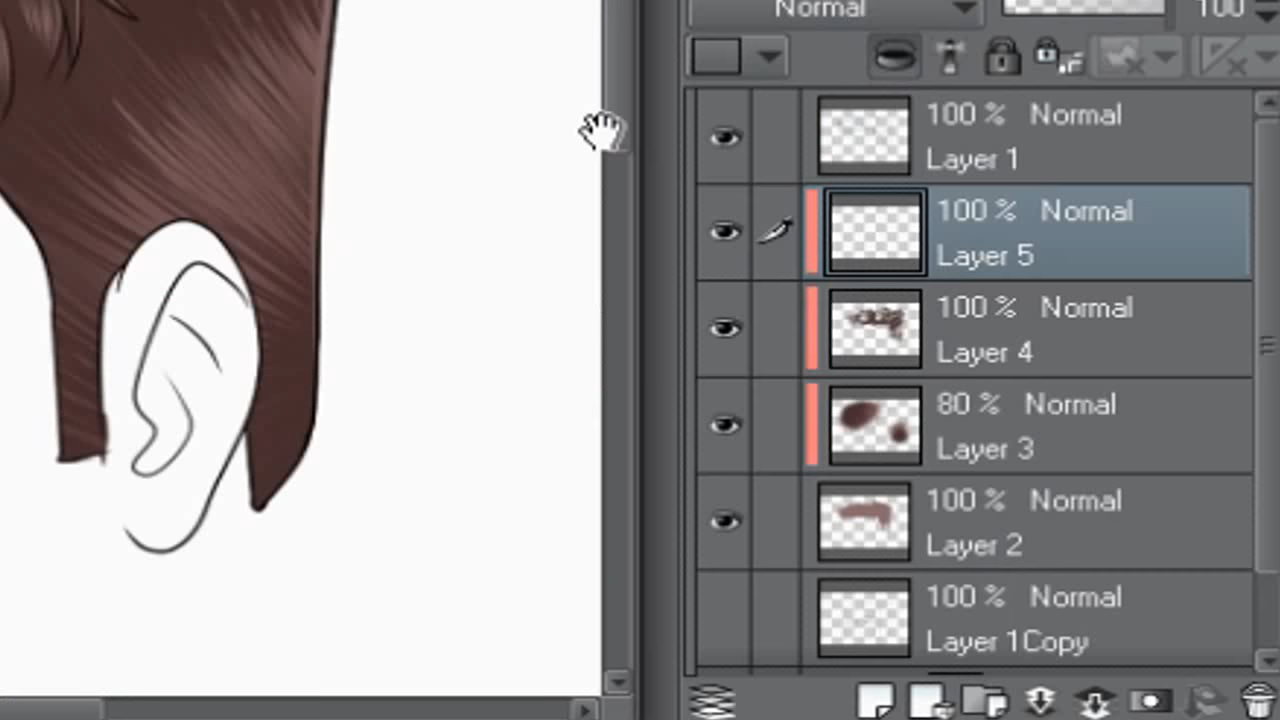 Normal 100
100 % Normal
Layer 1
100 % Normal
Layer 5
100 % Normal
Layer 4
80 % Normal
Layer 3
100 % Normal
Layer 2
100 % Normal
Layer 1Copy